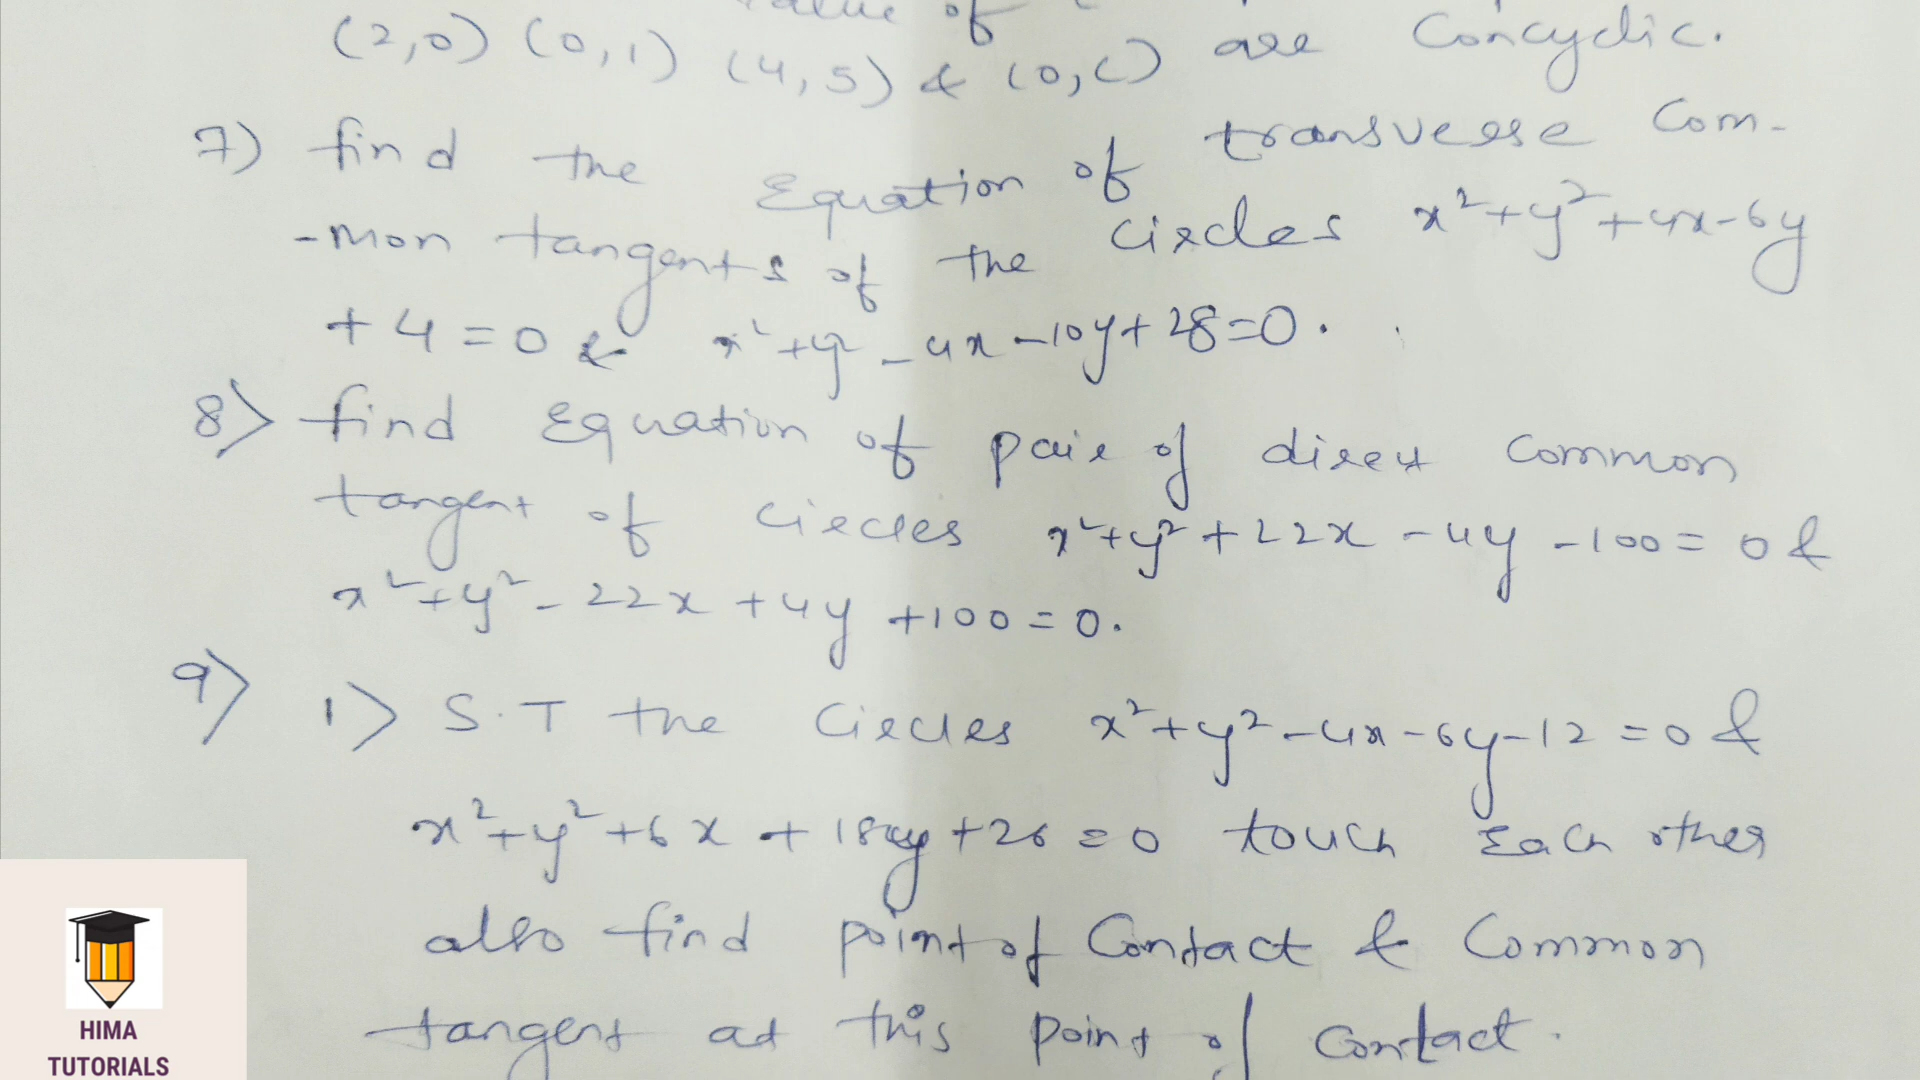 value of
(2,0) (0,1) (4,5) & (0,C) are Concyclic.
7) find the Equation of transverse Com-
-mon tangents of the circles x²+y²+4x-6y
+4=0 & x²+y²-4x-10y+28=0.
8) find Equation of pair of direct Common
tangent of circles x²+y²+22x-4y-100=0 &
x²+y²-22x+4y+100=0.
9) 1) S.T the Circles x²+y²-4x-6y-12=0 &
x²+y²+6x+18y+26=0 touch Each other
also find point of Contact & Common
tangent at this point of Contact.
HIMA
TUTORIALS